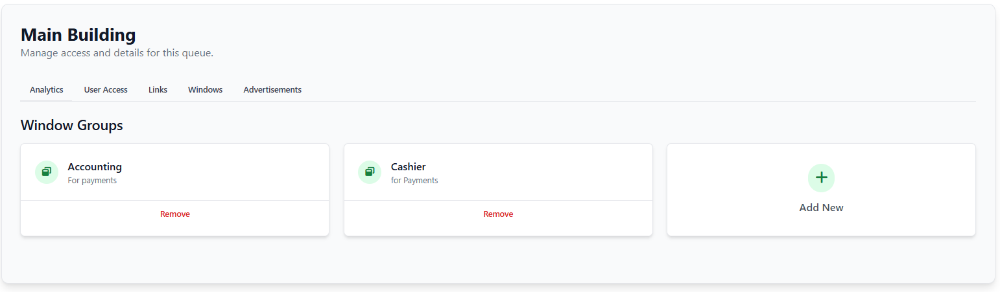 Main Building
Manage access and details for this queue.
Analytics User Access Links Windows Advertisements
Window Groups
Accounting
For payments
Remove
Cashier
for Payments
Remove
Add New